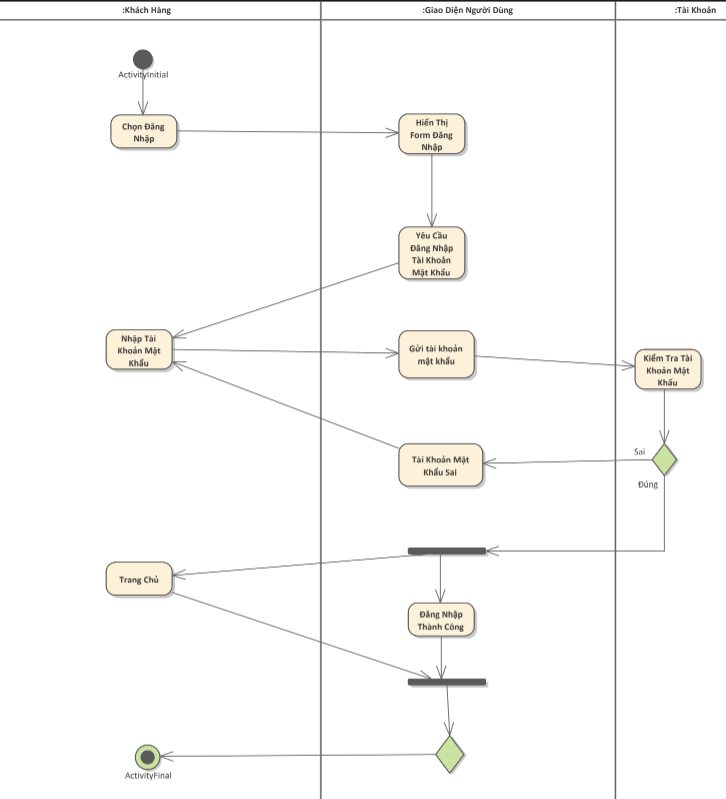 :Khách Hàng
:Giao Diện Người Dùng
:Tài Khoản
ActivityInitial
Chọn Đăng
Nhập
Hiển Thị
Form Đăng
Nhập
Yêu Cầu
Đăng Nhập
Tài Khoản
Mật Khẩu
Nhập Tài
Khoản Mật
Khẩu
Gửi tài khoản
mật khẩu
Kiểm Tra Tài
Khoản Mật
Khẩu
Sai
Tài Khoản Mật
Khẩu Sai
Đúng
Trang Chủ
Đăng Nhập
Thành Công
ActivityFinal